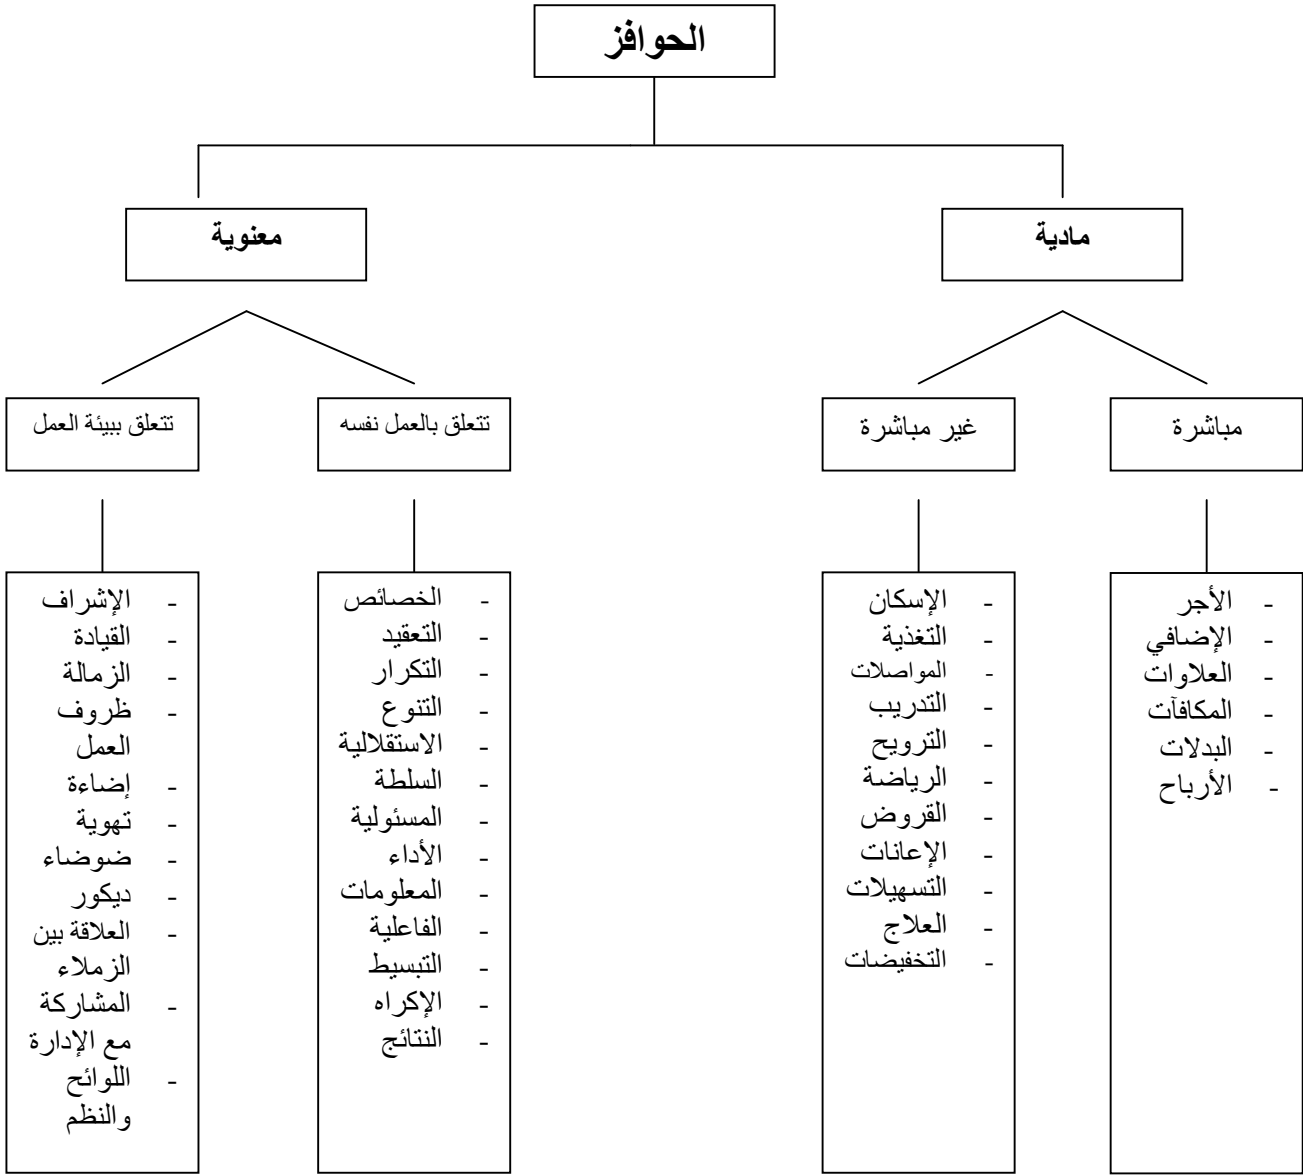 الحوافز
مادية
معنوية
مباشرة
غير مباشرة
تتعلق بالعمل نفسه
تتعلق ببيئة العمل
- الأجر
- الإضافي
- العلاوات
- المكافآت
- البدلات
- الأرباح
- الإسكان
- التغذية
- المواصلات
- التدريب
- الترويح
- الرياضة
- القروض
- الإعانات
- التسهيلات
- العلاج
- التخفيضات
- الخصائص
- التعقيد
- التكرار
- التنوع
- الاستقلالية
- السلطة
- المسئولية
- الأداء
- المعلومات
- الفاعلية
- التبسيط
- الإكراه
- النتائج
- الإشراف
- القيادة
- الزمالة
- ظروف
العمل
- إضاءة
- تهوية
- ضوضاء
- ديكور
- العلاقة بين
الزملاء
- المشاركة
مع الإدارة
- اللوائح
والنظم